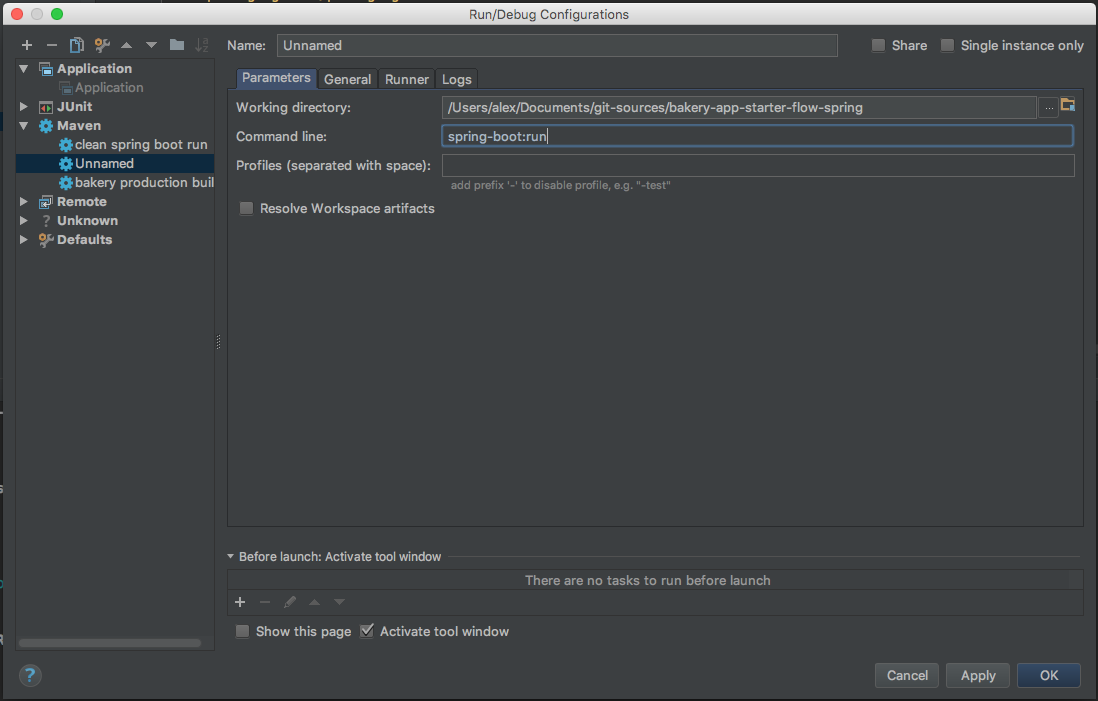 Run/Debug Configurations
Name: Unnamed Share Single instance only
Application
Application
JUnit
Maven
clean spring boot run
Unnamed
bakery production buil
Remote
? Unknown
Defaults
Parameters General Runner Logs
Working directory: /Users/alex/Documents/git-sources/bakery-app-starter-flow-spring ...
Command line: spring-boot:run
Profiles (separated with space):
add prefix '-' to disable profile, e.g. "-test"
Resolve Workspace artifacts
Before launch: Activate tool window
There are no tasks to run before launch
Show this page Activate tool window
? Cancel Apply OK